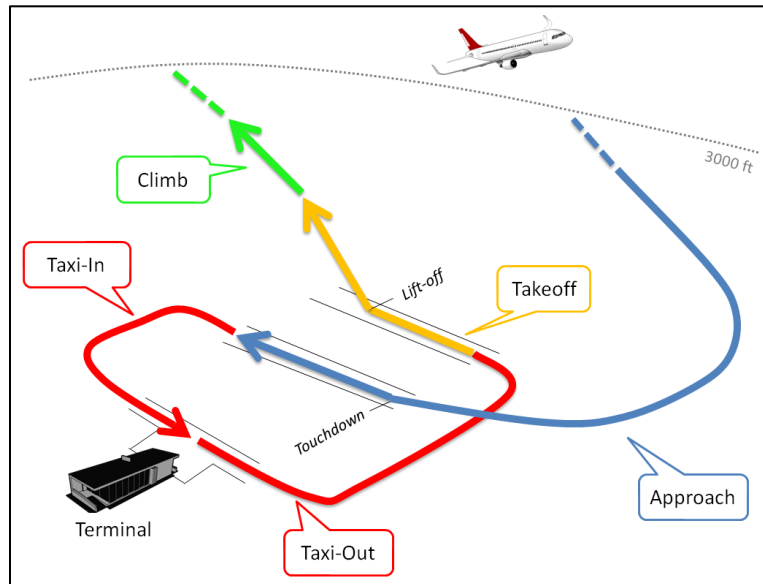 3000 ft
Climb
Taxi-In
Lift-off
Takeoff
Touchdown
Approach
Terminal
Taxi-Out